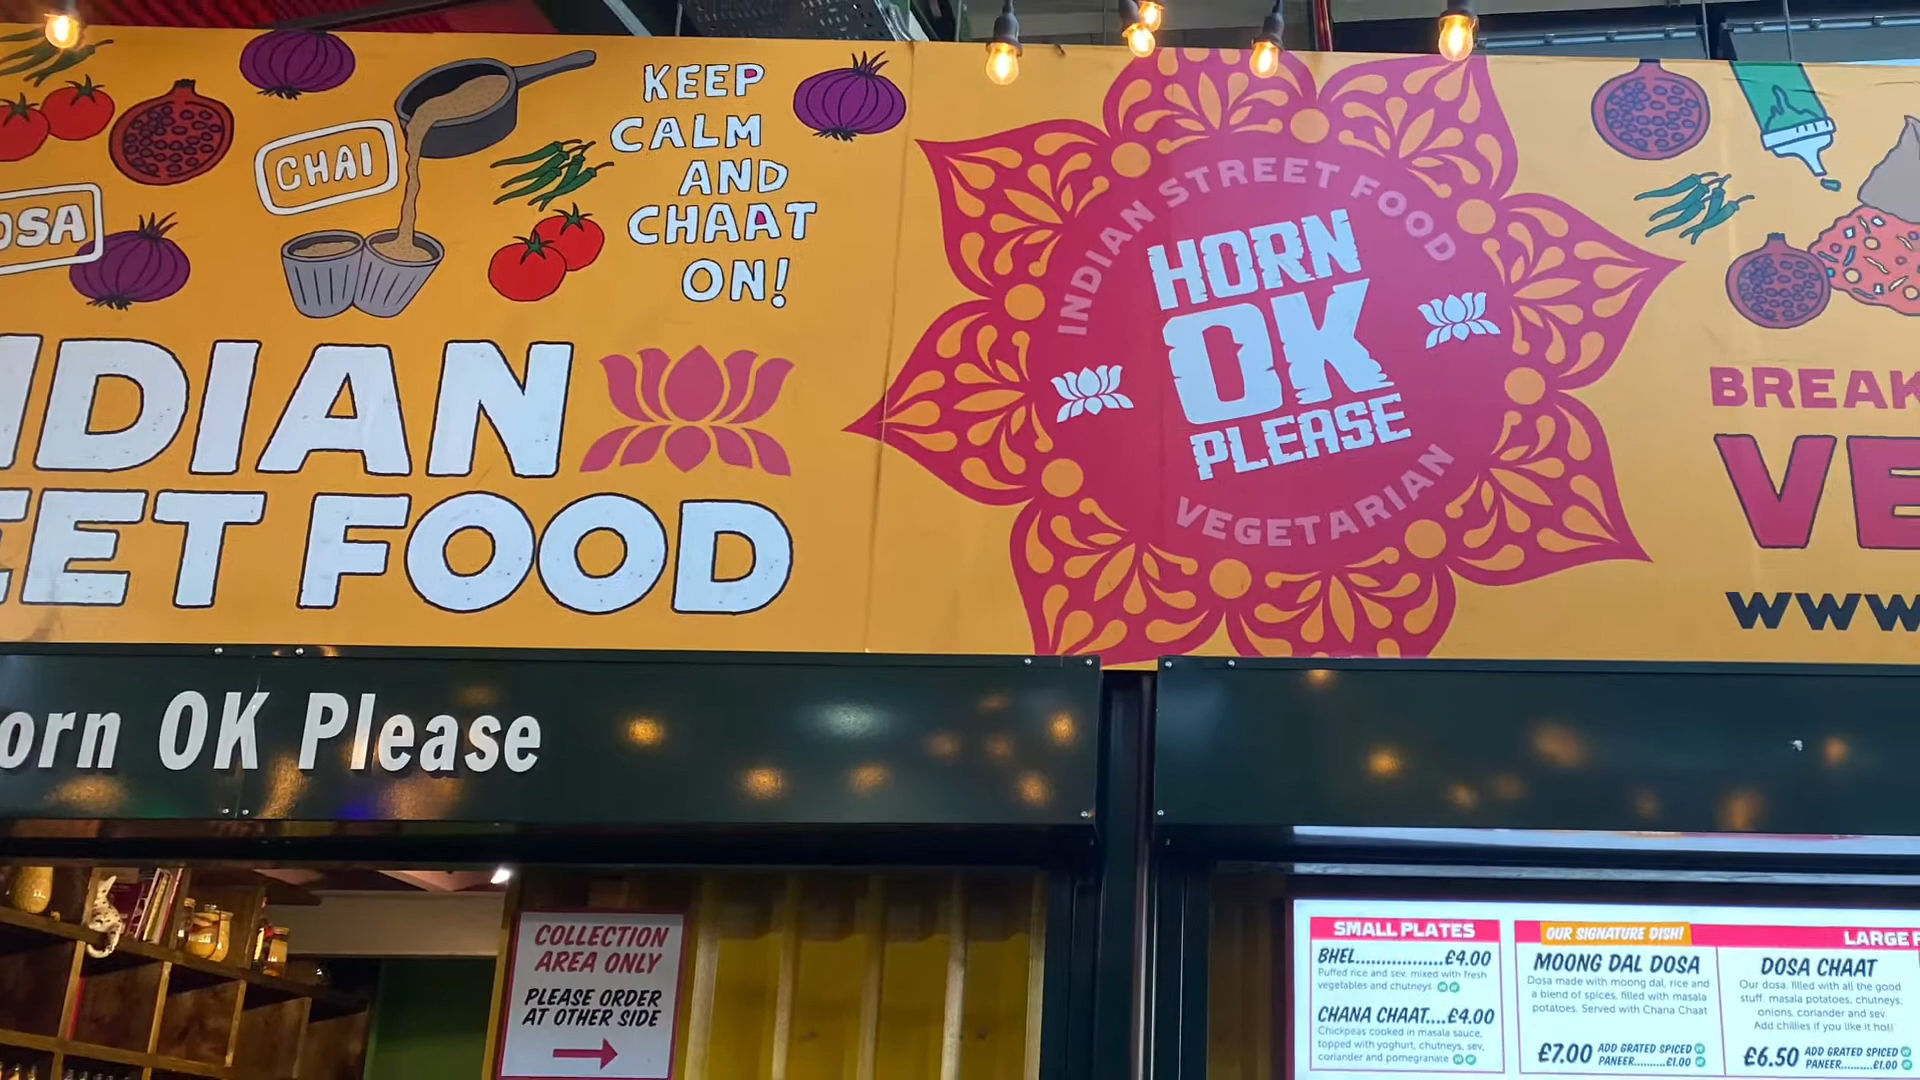 KEEP
CALM
AND
CHAAT
ON!
CHAI
FOOD
INDIAN STREET FOOD
HORN
OK
PLEASE
VEGETARIAN
WWW
OK Please
COLLECTION
AREA ONLY
PLEASE ORDER
AT OTHER SIDE
SMALL PLATES
BHEL..................£4.00
Puffed rice and sev, mixed with fresh
vegetables and chutneys
CHANA CHAAT....£4.00
Chickpeas cooked in masala sauce,
topped with yoghurt, chutneys, sev,
coriander and pomegranate
OUR SIGNATURE DISH!
MOONG DAL DOSA
Dosa made with moong dal, rice and
a blend of spices, filled with masala
potatoes. Served with Chana Chaat
£7.00 ADD GRATED SPICED
PANEER..........£1.00
LARGE
DOSA CHAAT
Our dosa, filled with all the good
stuff: masala potatoes, chutneys,
onions, coriander and sev.
Add chillies if you like it hot!
£6.50 ADD GRATED SPICED
PANEER..........£1.00